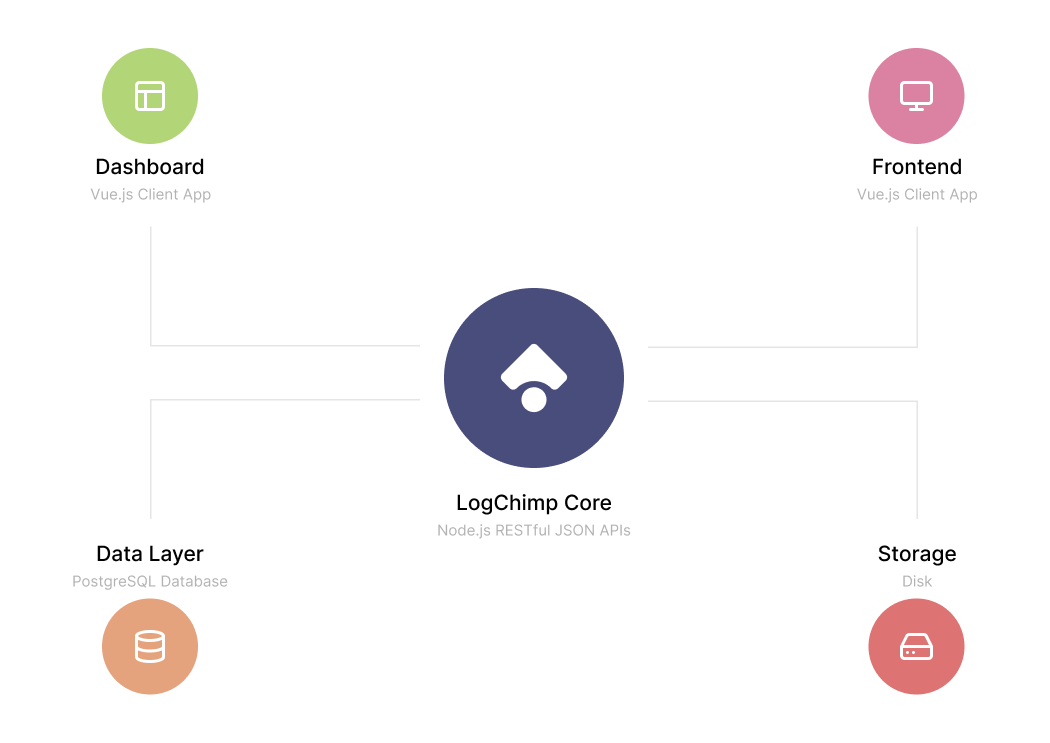 Dashboard
Vue.js Client App
Frontend
Vue.js Client App
LogChimp Core
Node.js RESTful JSON APIs
Data Layer
PostgreSQL Database
Storage
Disk